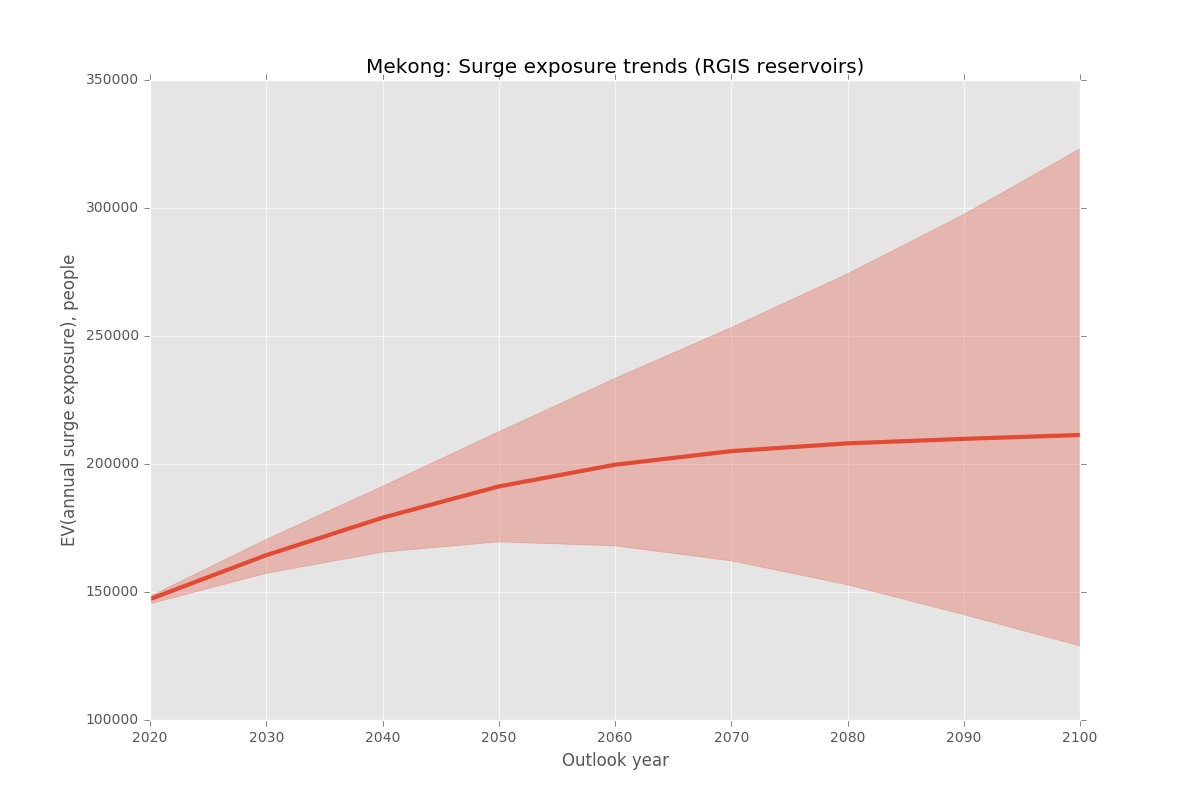 Mekong: Surge exposure trends (RGIS reservoirs)
EV(annual surge exposure), people
350000
300000
250000
200000
150000
100000
2020 2030 2040 2050 2060 2070 2080 2090 2100
Outlook year